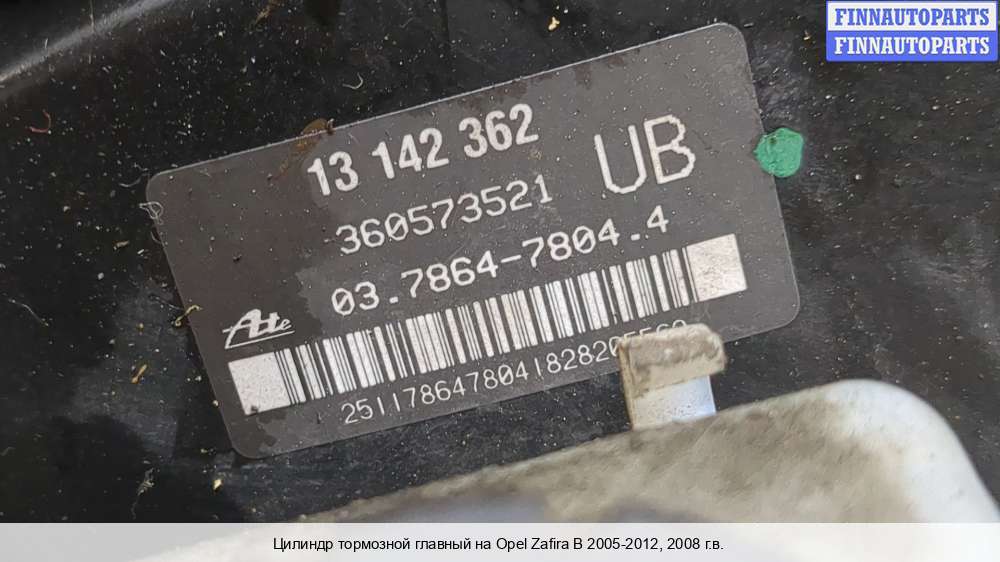 FINNAUTOPARTS
FINNAUTOPARTS
13 142 362
UB
360573521
03.7864-7804.4
Ate
Цилиндр тормозной главный на Opel Zafira B 2005-2012, 2008 г.в.